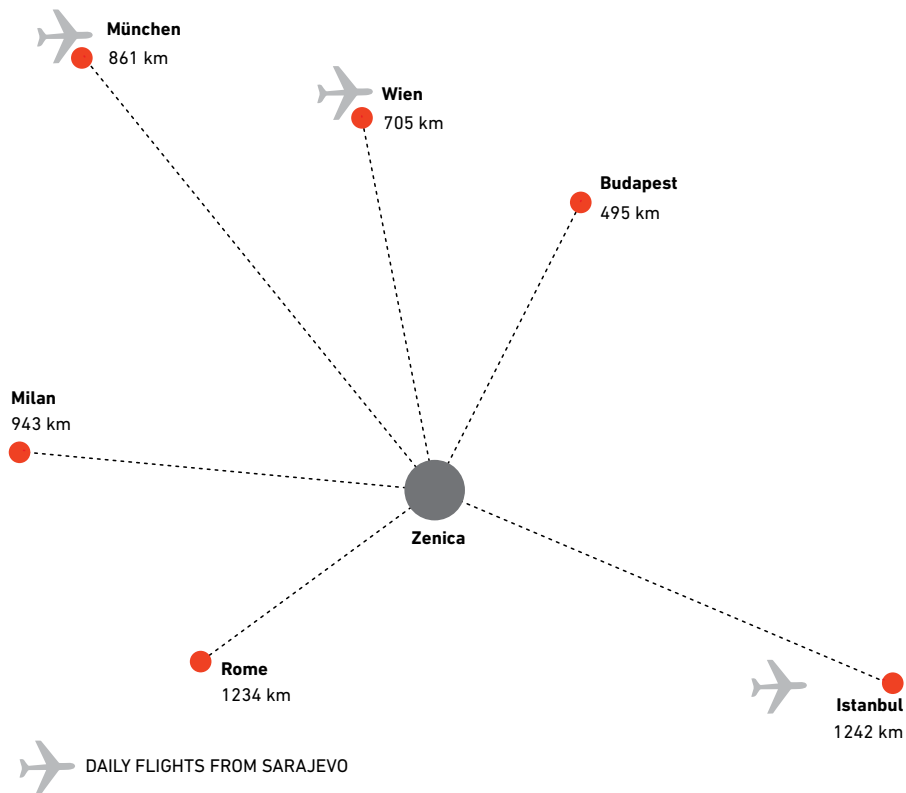 München
861 km
Wien
705 km
Budapest
495 km
Milan
943 km
Zenica
Rome
1234 km
Istanbul
1242 km
DAILY FLIGHTS FROM SARAJEVO